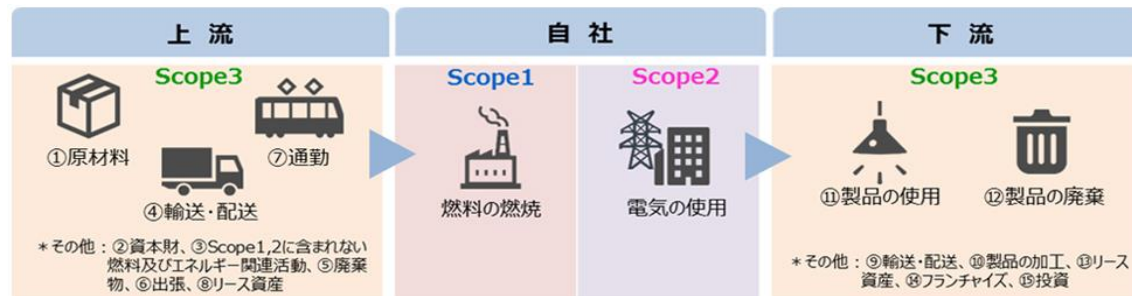 上 流
Scope3
①原材料
⑦通勤
④輸送・配送
＊その他：②資本財、③Scope1,2に含まれない
燃料及びエネルギー関連活動、⑤廃棄
物、⑥出張、⑧リース資産
自 社
Scope1
燃料の燃焼
Scope2
電気の使用
下 流
Scope3
⑪製品の使用
⑫製品の廃棄
＊その他：⑨輸送・配送、⑩製品の加工、⑬リース
資産、⑭フランチャイズ、⑮投資